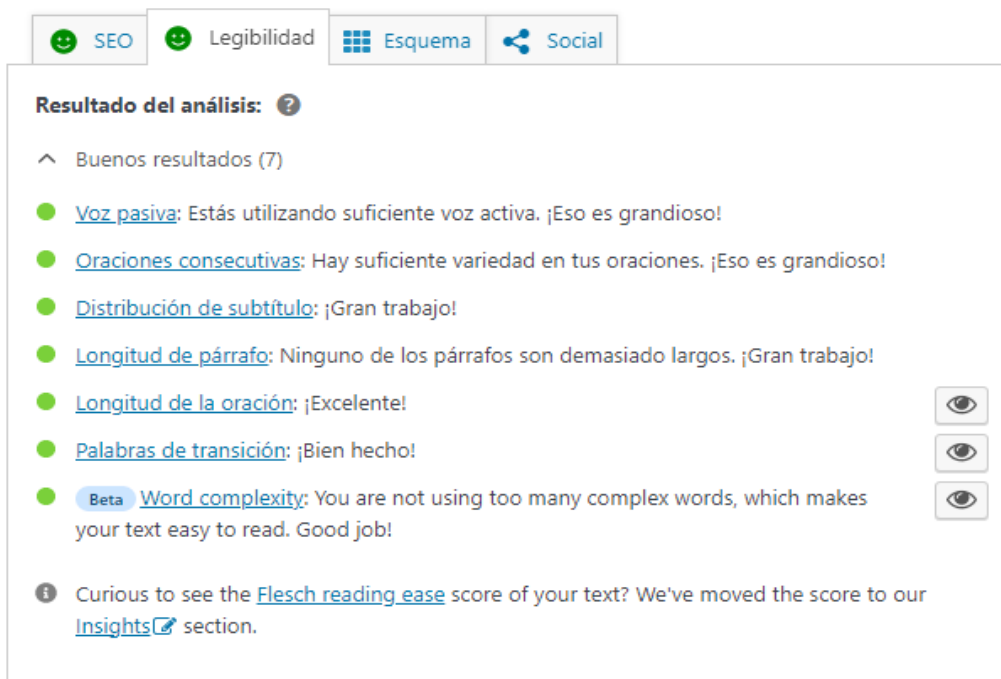 SEO Legibilidad Esquema Social
Resultado del análisis:
Buenos resultados (7)
Voz pasiva: Estás utilizando suficiente voz activa. ¡Eso es grandioso!
Oraciones consecutivas: Hay suficiente variedad en tus oraciones. ¡Eso es grandioso!
Distribución de subtítulo: ¡Gran trabajo!
Longitud de párrafo: Ninguno de los párrafos son demasiado largos. ¡Gran trabajo!
Longitud de la oración: ¡Excelente!
Palabras de transición: ¡Bien hecho!
Beta Word complexity: You are not using too many complex words, which makes
your text easy to read. Good job!
Curious to see the Flesch reading ease score of your text? We've moved the score to our
Insights section.